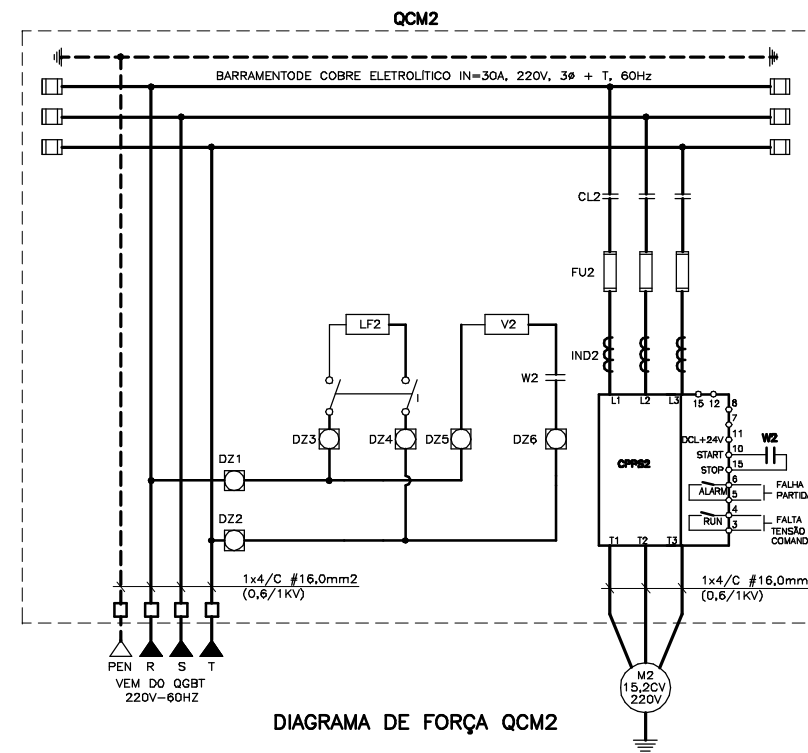 QCM2
BARRAMENTODE COBRE ELETROLÍTICO IN=30A, 220V, 3ø + T, 60Hz
CL2
FU2
LF2
V2
IND2
W2
L1 L2 L3
15 12 8
7
DZ3 DZ4 DZ5 DZ6
DCL+24V 11
W2
START 10
DZ1
CPPS2
STOP 15
6
ALARM
5
FALHA
PARTIDA
DZ2
4
RUN
3
FALTA
TENSÃO
COMAND
T1 T2 T3
1x4/C #16,0mm2
(0,6/1KV)
1x4/C #16,0mm
(0,6/1KV)
PEN R S T
VEM DO QGBT
220V-60HZ
M2
15,2CV
220V
DIAGRAMA DE FORÇA QCM2